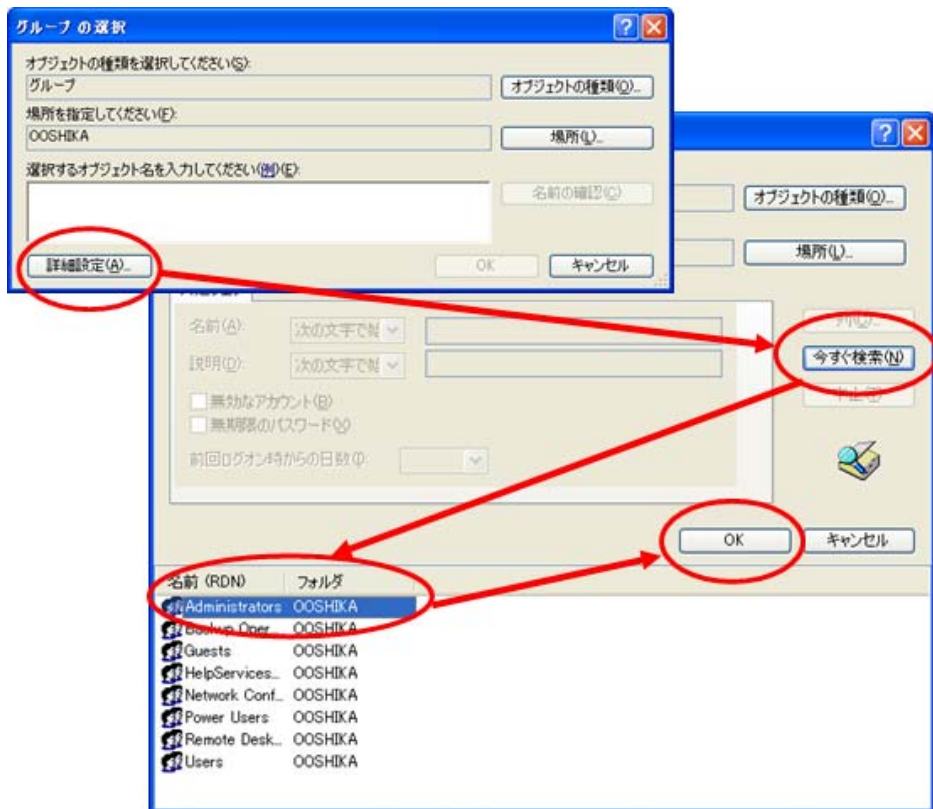 グループ の選択
オブジェクトの種類を選択してください(S):
グループ
オブジェクトの種類(O)...
場所を指定してください(F):
OOSHIKA
場所(L)...
選択するオブジェクト名を入力してください(例)(E):
名前の確認(C)
詳細設定(A)...
OK
キャンセル
オブジェクトの種類(O)...
場所(L)...
名前(A):
次の文字で始
説明(D):
次の文字で始
無効なアカウント(B)
無期限のパスワード(X)
前回ログオン時からの日数(I):
今すぐ検索(N)
中止(T)
OK
キャンセル
名前 (RDN) フォルダ
Administrators OOSHIKA
Backup Oper... OOSHIKA
Guests OOSHIKA
HelpServices... OOSHIKA
Network Conf... OOSHIKA
Power Users OOSHIKA
Remote Desk... OOSHIKA
Users OOSHIKA